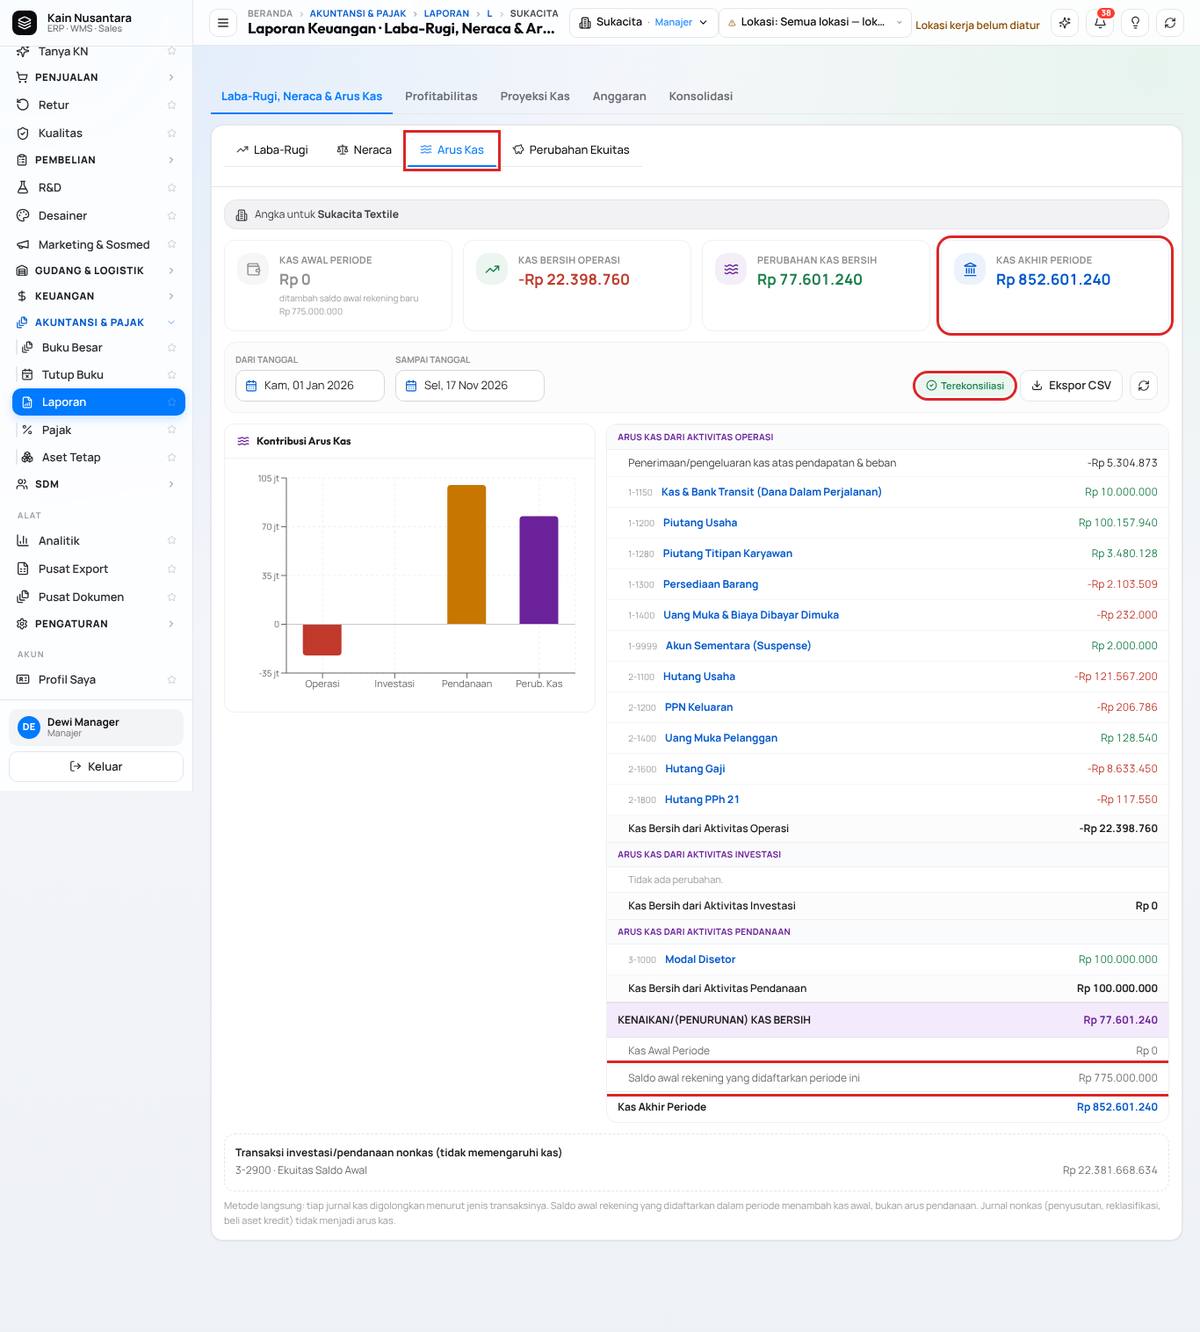 Kain Nusantara
ERP · WMS · Sales
BERANDA > AKUNTANSI & PAJAK > LAPORAN > L > SUKACITA
Laporan Keuangan · Laba-Rugi, Neraca & Ar...
Sukacita · Manajer
Lokasi: Semua lokasi — lok...
Lokasi kerja belum diatur
38
Tanya KN
PENJUALAN
Retur
Kualitas
PEMBELIAN
R&D
Desainer
Marketing & Sosmed
GUDANG & LOGISTIK
KEUANGAN
AKUNTANSI & PAJAK
Buku Besar
Tutup Buku
Laporan
Pajak
Aset Tetap
SDM
ALAT
Analitik
Pusat Export
Pusat Dokumen
PENGATURAN
AKUN
Profil Saya
DE
Dewi Manager
Manajer
Keluar
Laba-Rugi, Neraca & Arus Kas Profitabilitas Proyeksi Kas Anggaran Konsolidasi
Laba-Rugi Neraca Arus Kas Perubahan Ekuitas
Angka untuk Sukacita Textile
KAS AWAL PERIODE
Rp 0
ditambah saldo awal rekening baru
Rp 775.000.000
KAS BERSIH OPERASI
-Rp 22.398.760
PERUBAHAN KAS BERSIH
Rp 77.601.240
KAS AKHIR PERIODE
Rp 852.601.240
DARI TANGGAL
Kam, 01 Jan 2026
SAMPAI TANGGAL
Sel, 17 Nov 2026
Terekonsiliasi
Ekspor CSV
Kontribusi Arus Kas
105 jt
70 jt
35 jt
0
-35 jt
Operasi Investasi Pendanaan Perub. Kas
ARUS KAS DARI AKTIVITAS OPERASI
Penerimaan/pengeluaran kas atas pendapatan & beban -Rp 5.304.873
1-1150 Kas & Bank Transit (Dana Dalam Perjalanan) Rp 10.000.000
1-1200 Piutang Usaha Rp 100.157.940
1-1280 Piutang Titipan Karyawan Rp 3.480.128
1-1300 Persediaan Barang -Rp 2.103.509
1-1400 Uang Muka & Biaya Dibayar Dimuka -Rp 232.000
1-9999 Akun Sementara (Suspense) Rp 2.000.000
2-1100 Hutang Usaha -Rp 121.567.200
2-1200 PPN Keluaran -Rp 206.786
2-1400 Uang Muka Pelanggan Rp 128.540
2-1600 Hutang Gaji -Rp 8.633.450
2-1800 Hutang PPh 21 -Rp 117.550
Kas Bersih dari Aktivitas Operasi -Rp 22.398.760
ARUS KAS DARI AKTIVITAS INVESTASI
Tidak ada perubahan.
Kas Bersih dari Aktivitas Investasi Rp 0
ARUS KAS DARI AKTIVITAS PENDANAAN
3-1000 Modal Disetor Rp 100.000.000
Kas Bersih dari Aktivitas Pendanaan Rp 100.000.000
KENAIKAN/(PENURUNAN) KAS BERSIH Rp 77.601.240
Kas Awal Periode Rp 0
Saldo awal rekening yang didaftarkan periode ini Rp 775.000.000
Kas Akhir Periode Rp 852.601.240
Transaksi investasi/pendanaan nonkas (tidak memengaruhi kas)
3-2900 · Ekuitas Saldo Awal Rp 22.381.668.634
Metode langsung: tiap jurnal kas digolongkan menurut jenis transaksinya. Saldo awal rekening yang didaftarkan dalam periode menambah kas awal, bukan arus pendanaan. Jurnal nonkas (penyusutan, reklasifikasi,
beli aset kredit) tidak menjadi arus kas.